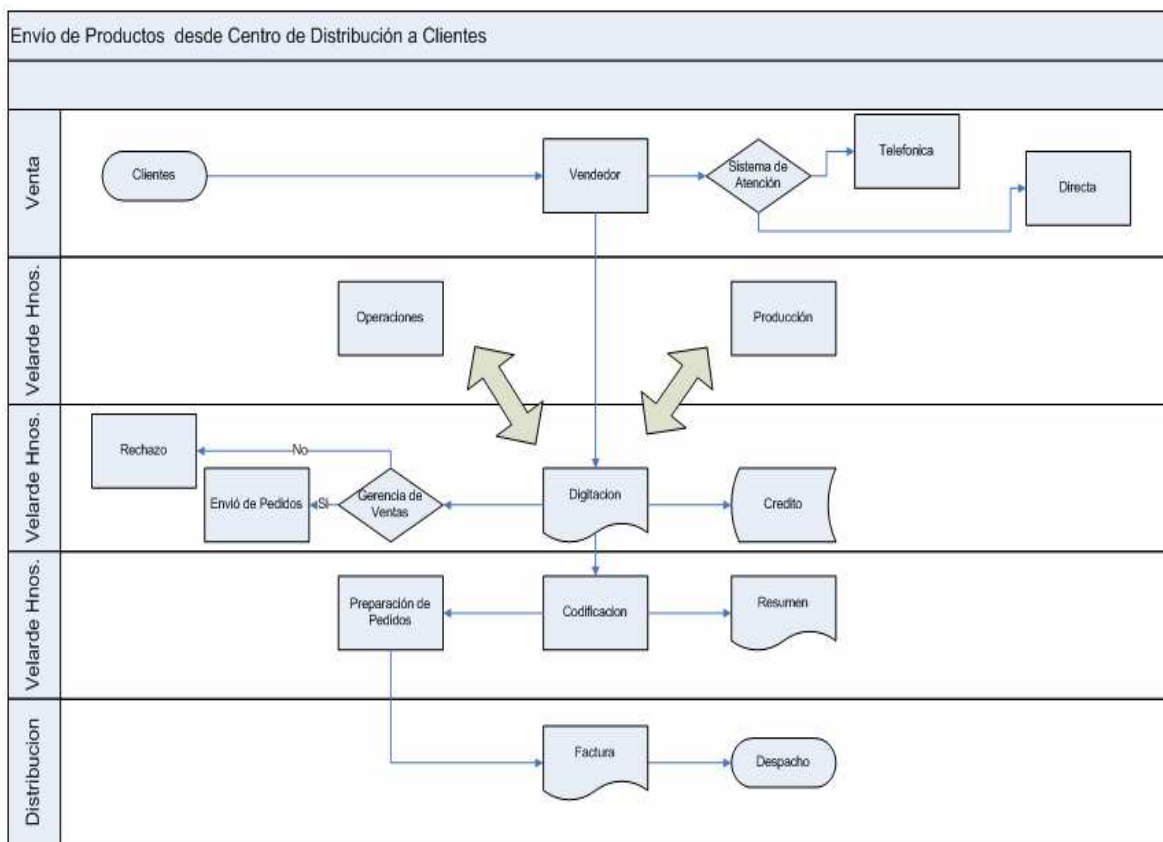 Envío de Productos desde Centro de Distribución a Clientes
Venta
Clientes
Vendedor
Sistema de
Atención
Telefonica
Directa
Velarde Hnos.
Operaciones
Producción
Velarde Hnos.
Rechazo
No
Envió de Pedidos
Si
Gerencia de
Ventas
Digitacion
Credito
Velarde Hnos.
Preparación de
Pedidos
Codificacion
Resumen
Distribucion
Factura
Despacho